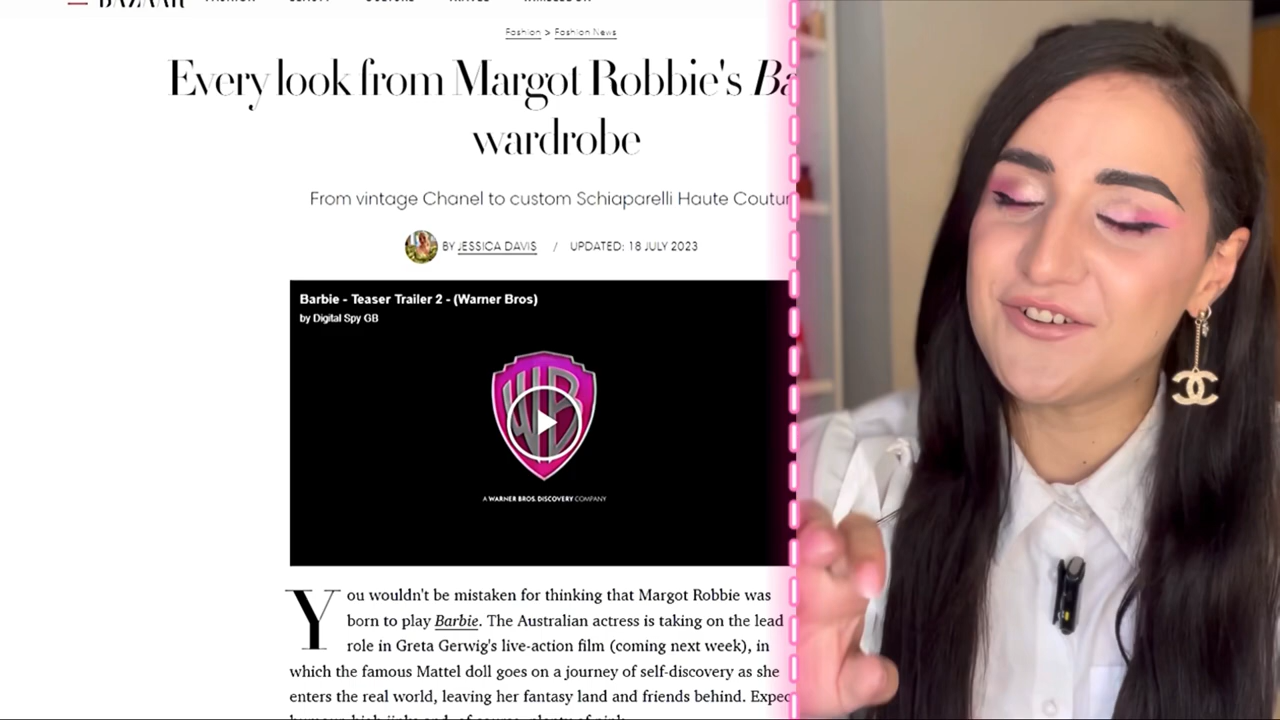 BAZAAR FASHION BEAUTY CULTURE TRAVEL
Fashion > Fashion News
Every look from Margot Robbie's
wardrobe
From vintage Chanel to custom Schiaparelli Haute
BY JESSICA DAVIS / UPDATED: 18 JULY 2023
Barbie - Teaser Trailer 2 - (Warner Bros)
by Digital Spy GB
WB
A WARNER BROS. DISCOVERY COMPANY
You wouldn't be mistaken for thinking that Margot Robbie was
born to play Barbie. The Australian actress is taking on the lead
role in Greta Gerwig's live-action film (coming next week), in
which the famous Mattel doll goes on a journey of self-discovery as she
enters the real world, leaving her fantasy land and friends behind.